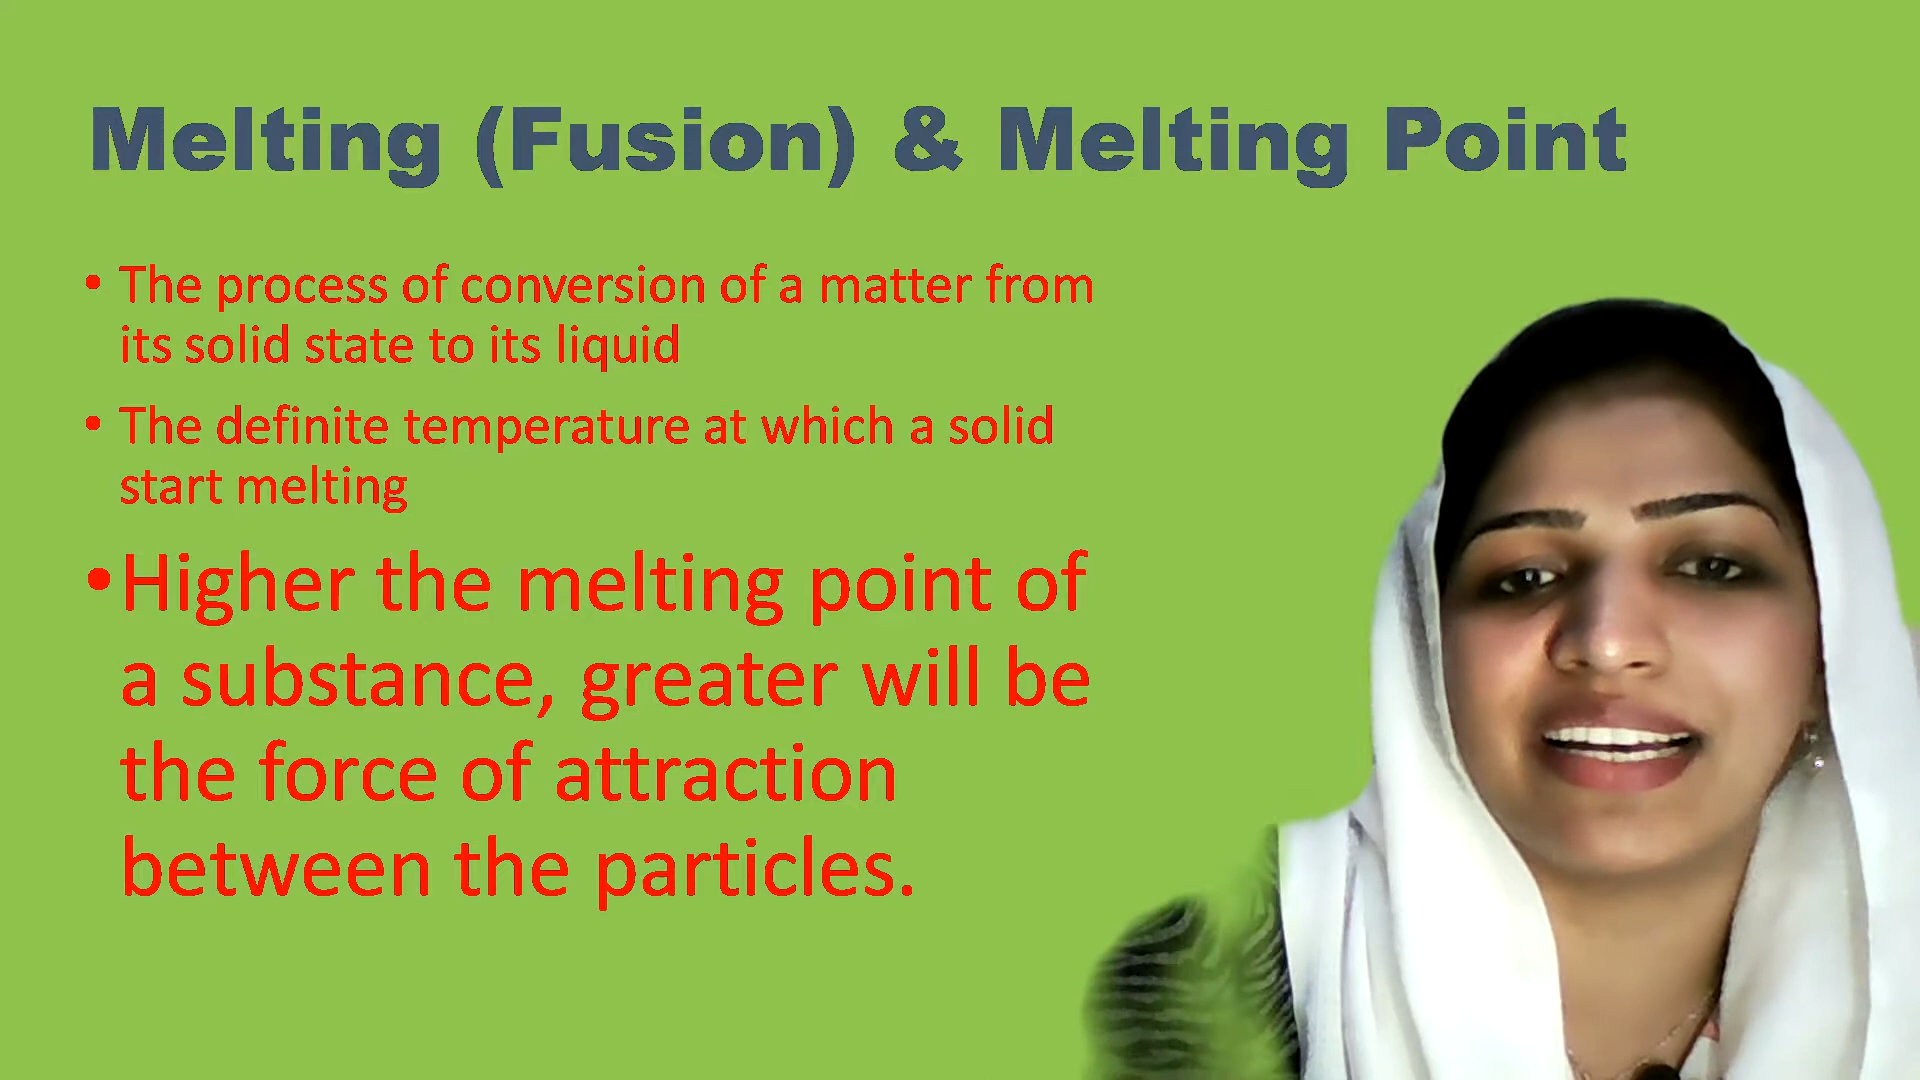 Melting (Fusion) & Melting Point
• The process of conversion of a matter from
its solid state to its liquid
• The definite temperature at which a solid
start melting
• Higher the melting point of
a substance, greater will be
the force of attraction
between the particles.